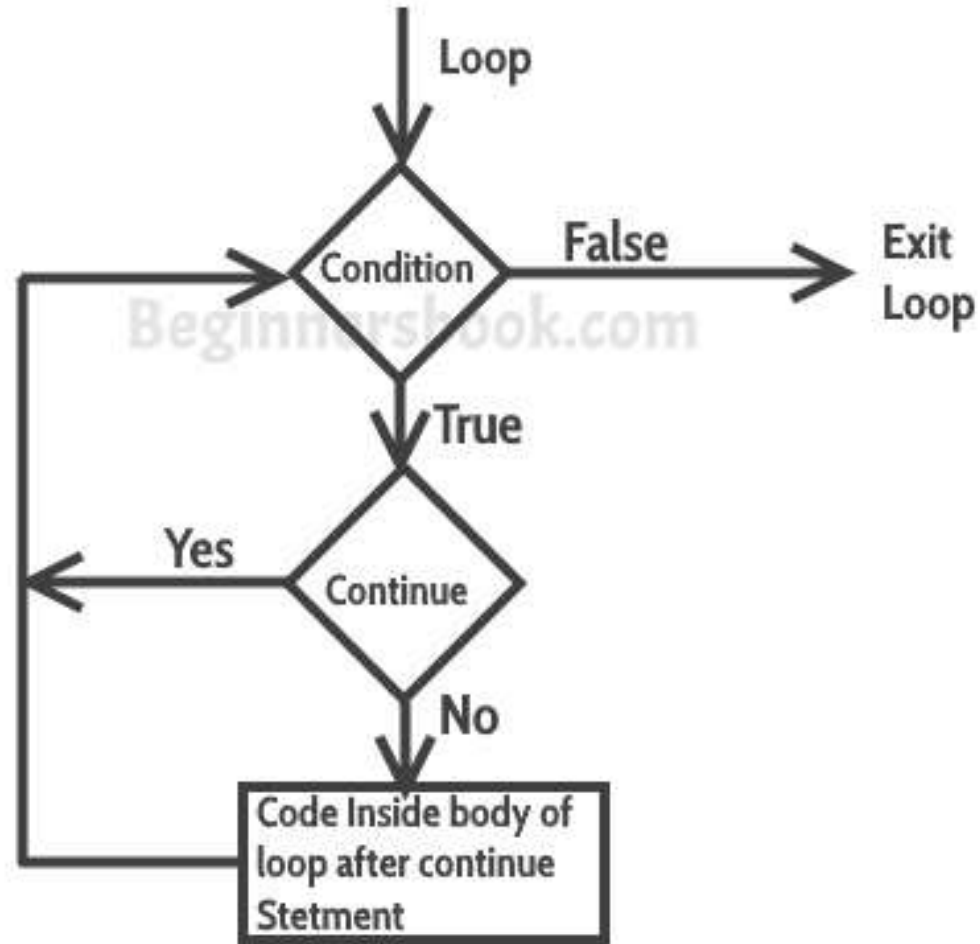 Loop
Condition
False
Exit
Loop
Beginnersbook.com
True
Yes
Continue
No
Code Inside body of
loop after continue
Stetment